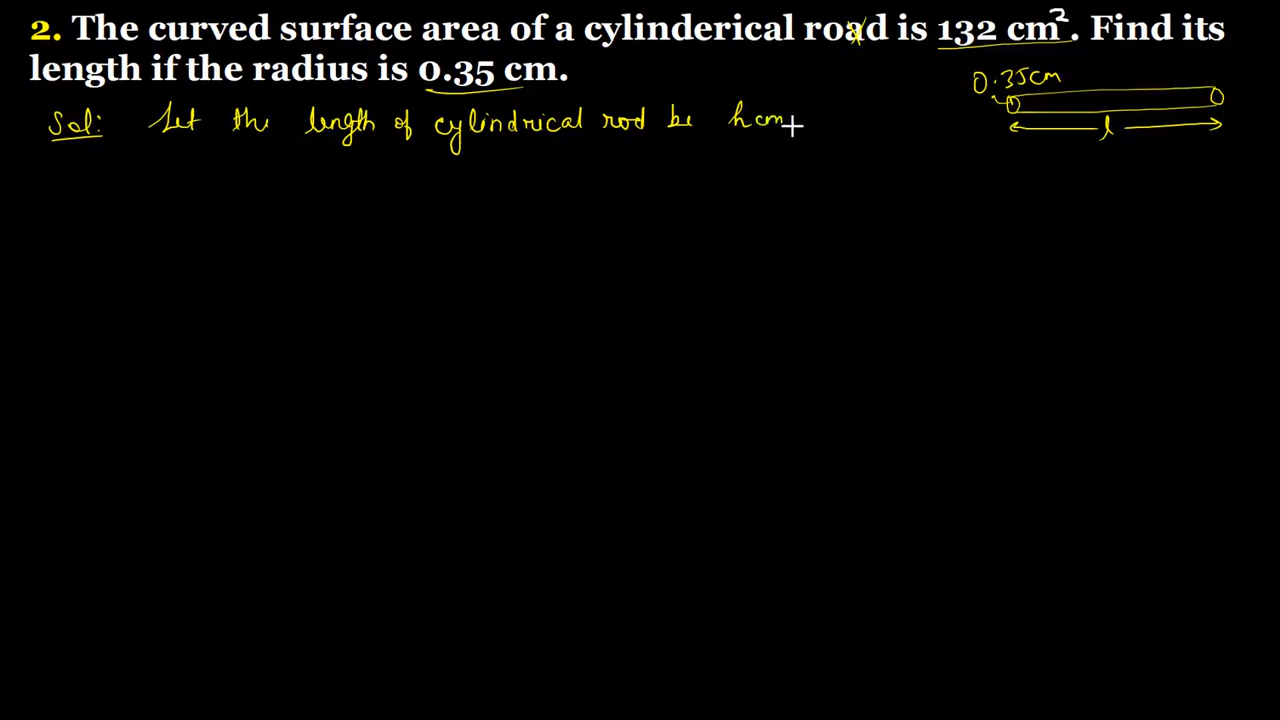 2. The curved surface area of a cylinderical road is 132 cm². Find its
length if the radius is 0.35 cm.
0.35cm
Sol: Let the length of cylindrical rod be h cm
l